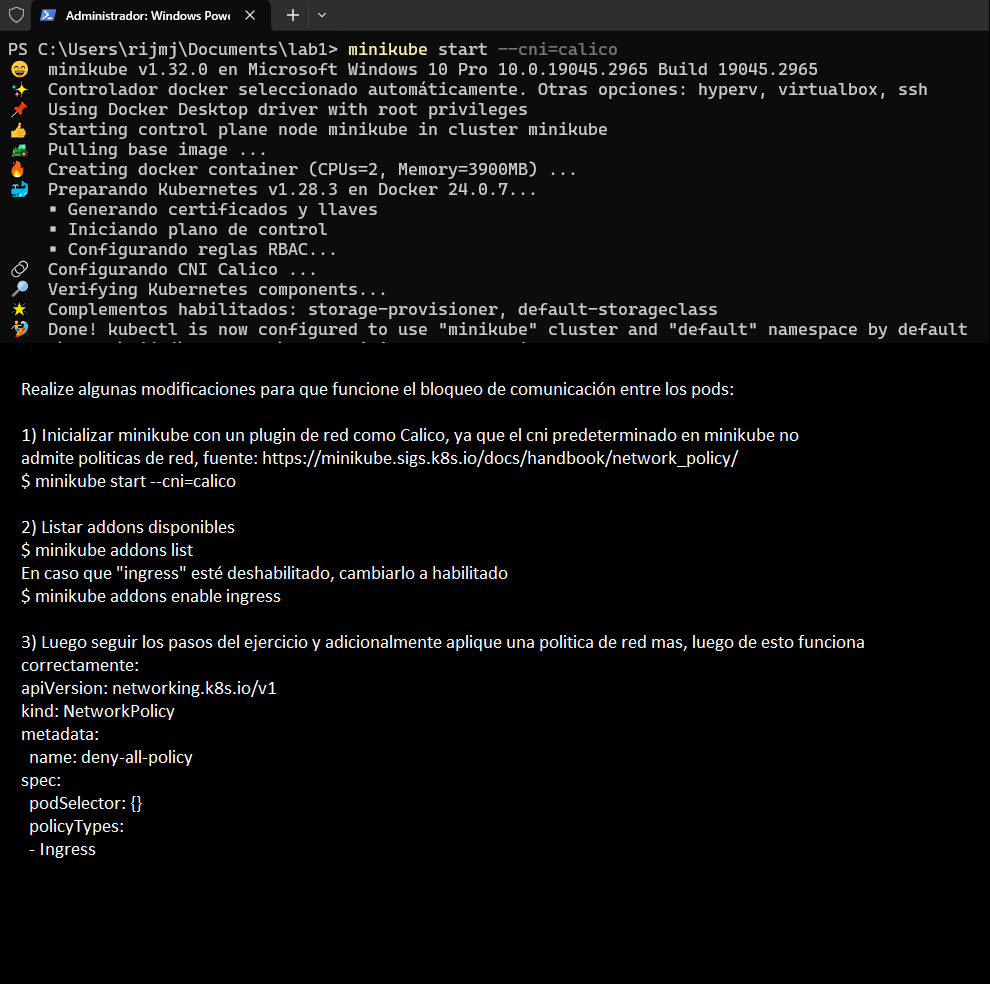 Administrador: Windows Powe
PS C:\Users\rijmj\Documents\lab1> minikube start --cni=calico
minikube v1.32.0 en Microsoft Windows 10 Pro 10.0.19045.2965 Build 19045.2965
Controlador docker seleccionado automáticamente. Otras opciones: hyperv, virtualbox, ssh
Using Docker Desktop driver with root privileges
Starting control plane node minikube in cluster minikube
Pulling base image ...
Creating docker container (CPUs=2, Memory=3900MB) ...
Preparando Kubernetes v1.28.3 en Docker 24.0.7...
▪ Generando certificados y llaves
▪ Iniciando plano de control
▪ Configurando reglas RBAC...
Configurando CNI Calico ...
Verifying Kubernetes components...
Complementos habilitados: storage-provisioner, default-storageclass
Done! kubectl is now configured to use "minikube" cluster and "default" namespace by default
Realize algunas modificaciones para que funcione el bloqueo de comunicación entre los pods:
1) Inicializar minikube con un plugin de red como Calico, ya que el cni predeterminado en minikube no
admite politicas de red, fuente: https://minikube.sigs.k8s.io/docs/handbook/network_policy/
$ minikube start --cni=calico
2) Listar addons disponibles
$ minikube addons list
En caso que "ingress" esté deshabilitado, cambiarlo a habilitado
$ minikube addons enable ingress
3) Luego seguir los pasos del ejercicio y adicionalmente aplique una politica de red mas, luego de esto funciona
correctamente:
apiVersion: networking.k8s.io/v1
kind: NetworkPolicy
metadata:
  name: deny-all-policy
spec:
  podSelector: {}
  policyTypes:
  - Ingress